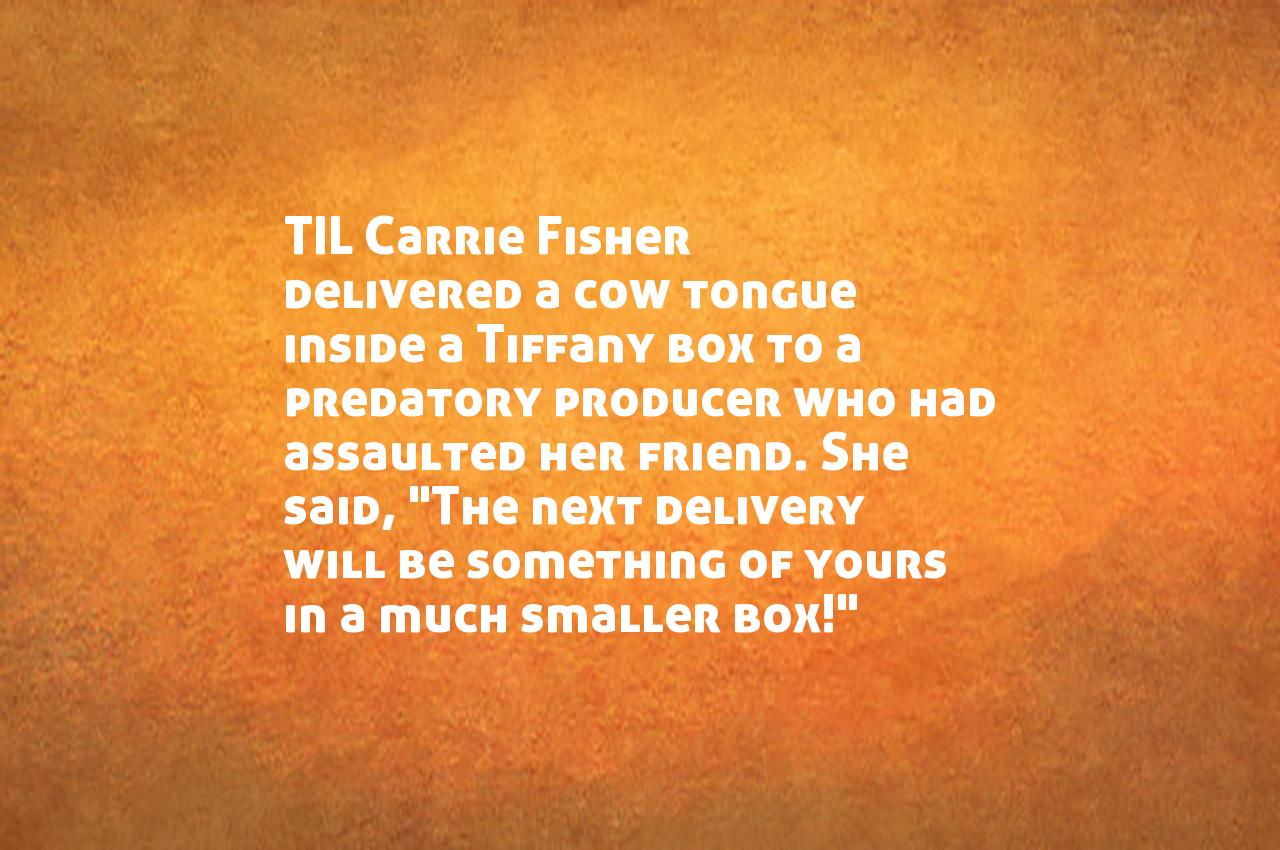 TIL Carrie Fisher
delivered a cow tongue
inside a Tiffany box to a
predatory producer who had
assaulted her friend. She
said, "The next delivery
will be something of yours
in a much smaller box!"